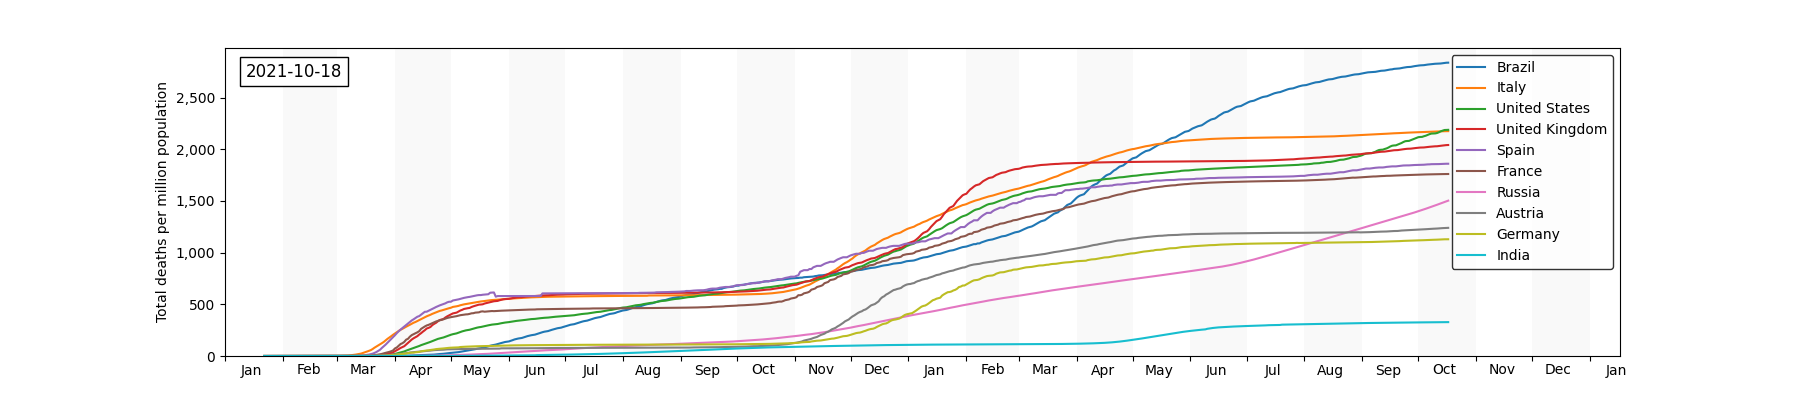 2021-10-18
Total deaths per million population
2,500
2,000
1,500
1,000
500
0
Jan Feb Mar Apr May Jun Jul Aug Sep Oct Nov Dec Jan Feb Mar Apr May Jun Jul Aug Sep Oct Nov Dec Jan
Brazil
Italy
United States
United Kingdom
Spain
France
Russia
Austria
Germany
India